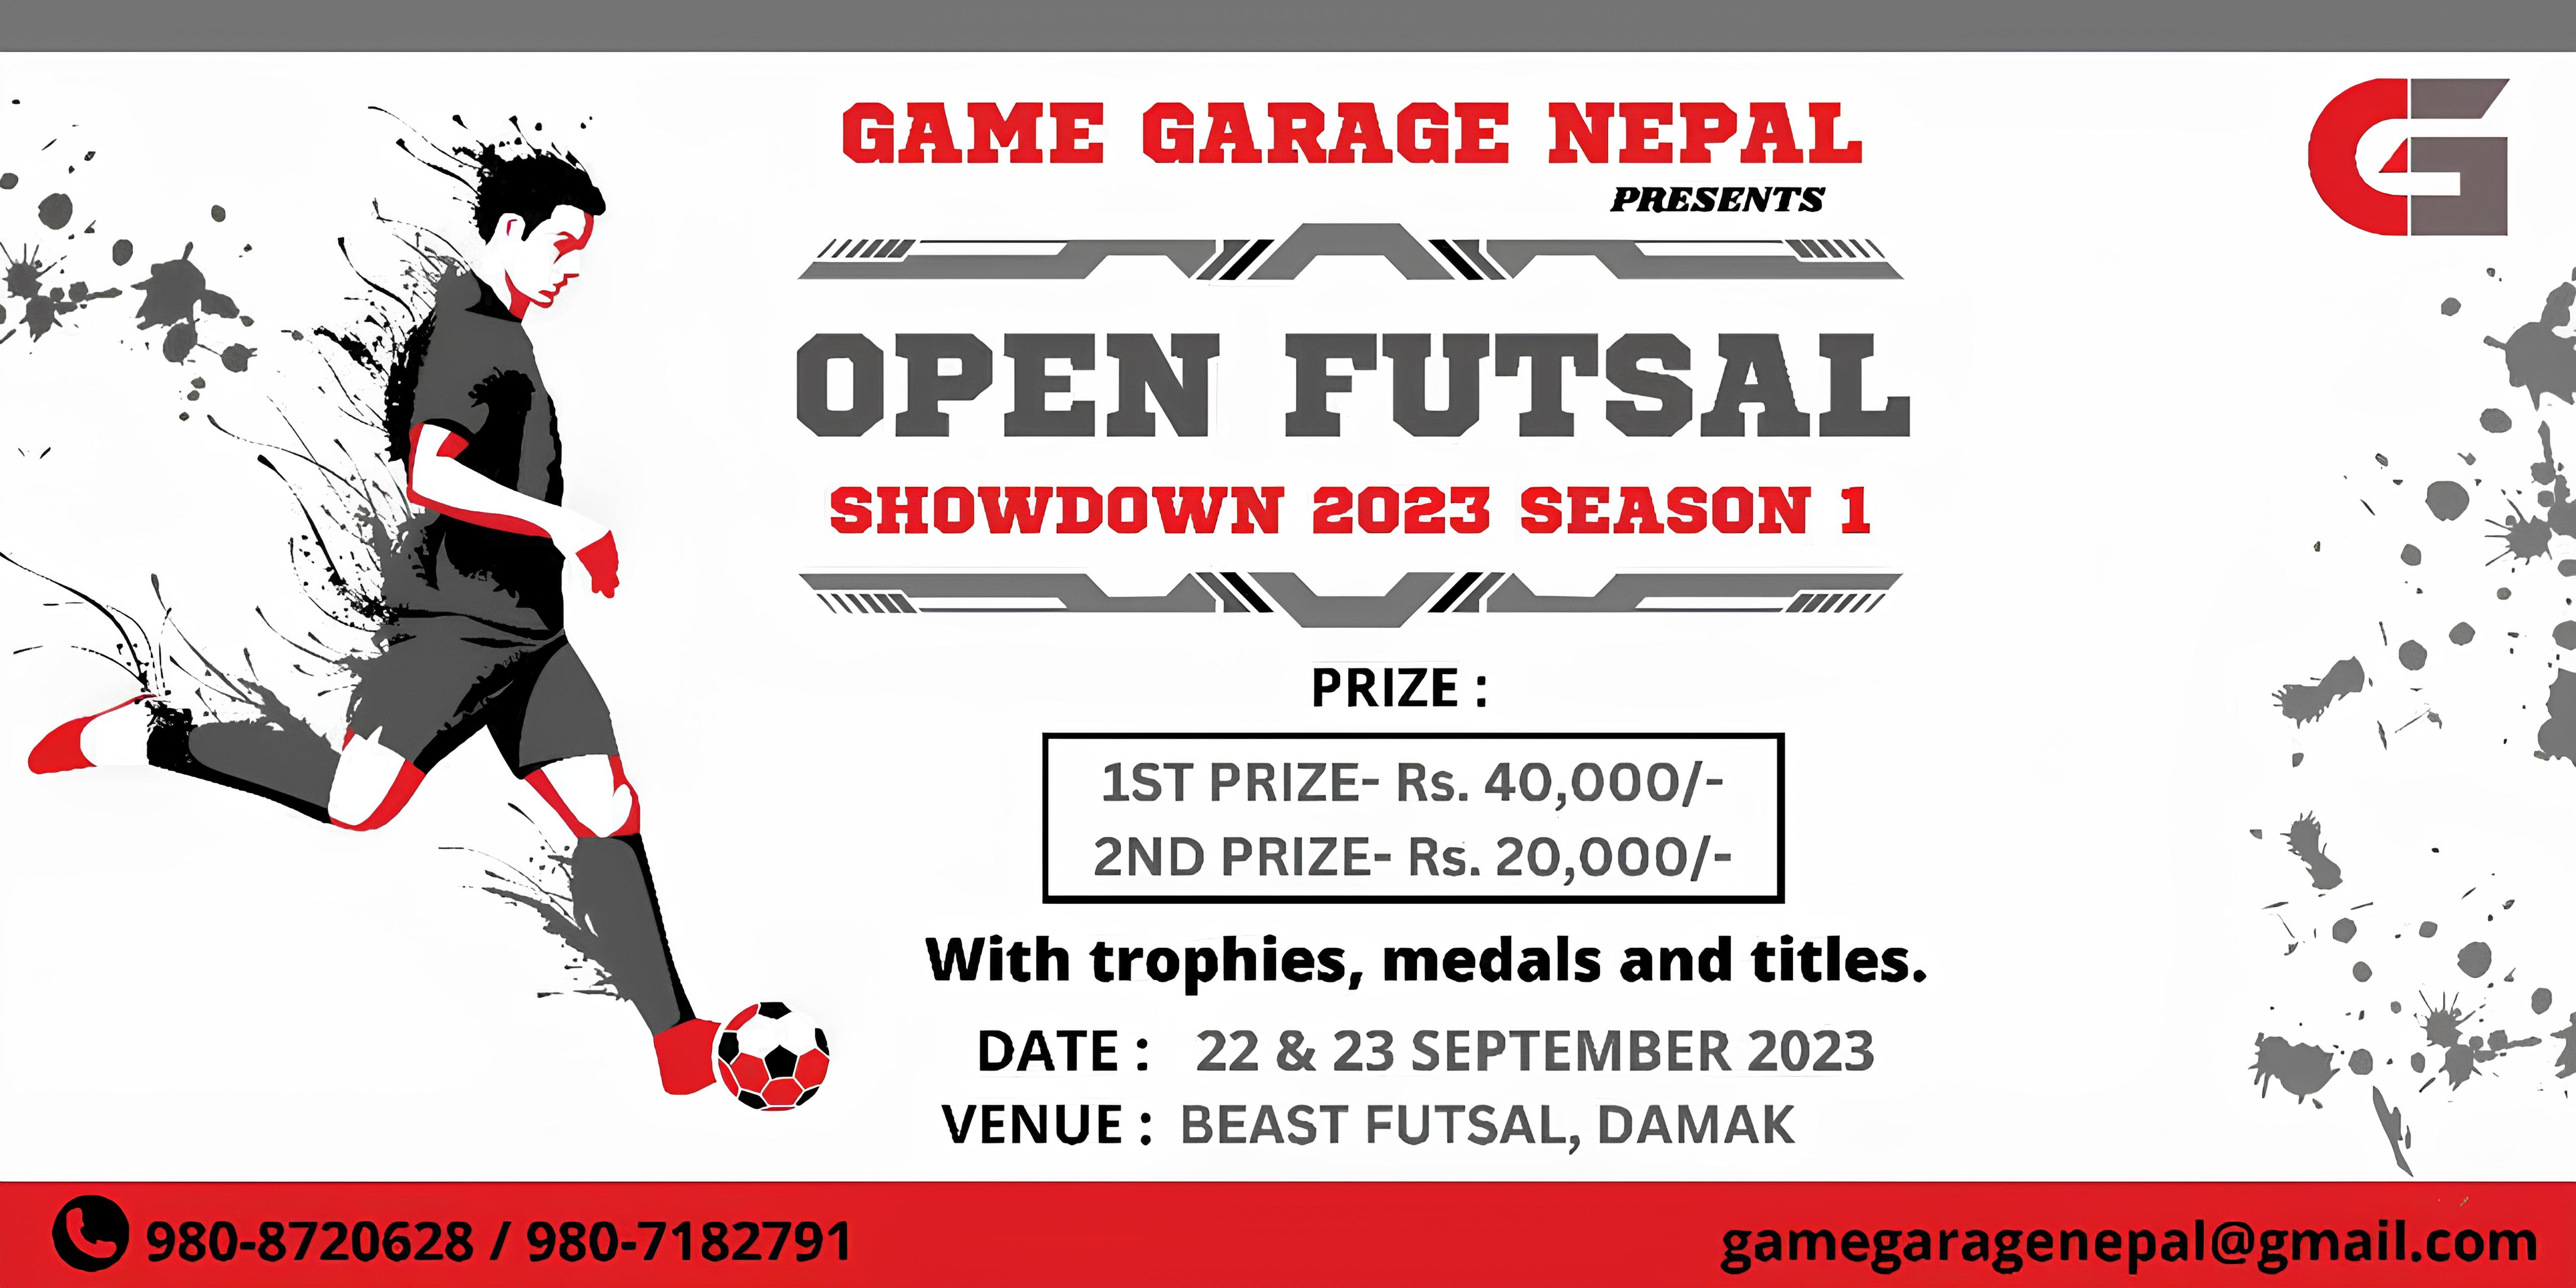 GAME GARAGE NEPAL
PRESENTS
OPEN FUTSAL
SHOWDOWN 2023 SEASON 1
PRIZE :
1ST PRIZE- Rs. 40,000/-
2ND PRIZE- Rs. 20,000/-
With trophies, medals and titles.
DATE : 22 & 23 SEPTEMBER 2023
VENUE : BEAST FUTSAL, DAMAK
980-8720628 / 980-7182791
gamegaragenepal@gmail.com